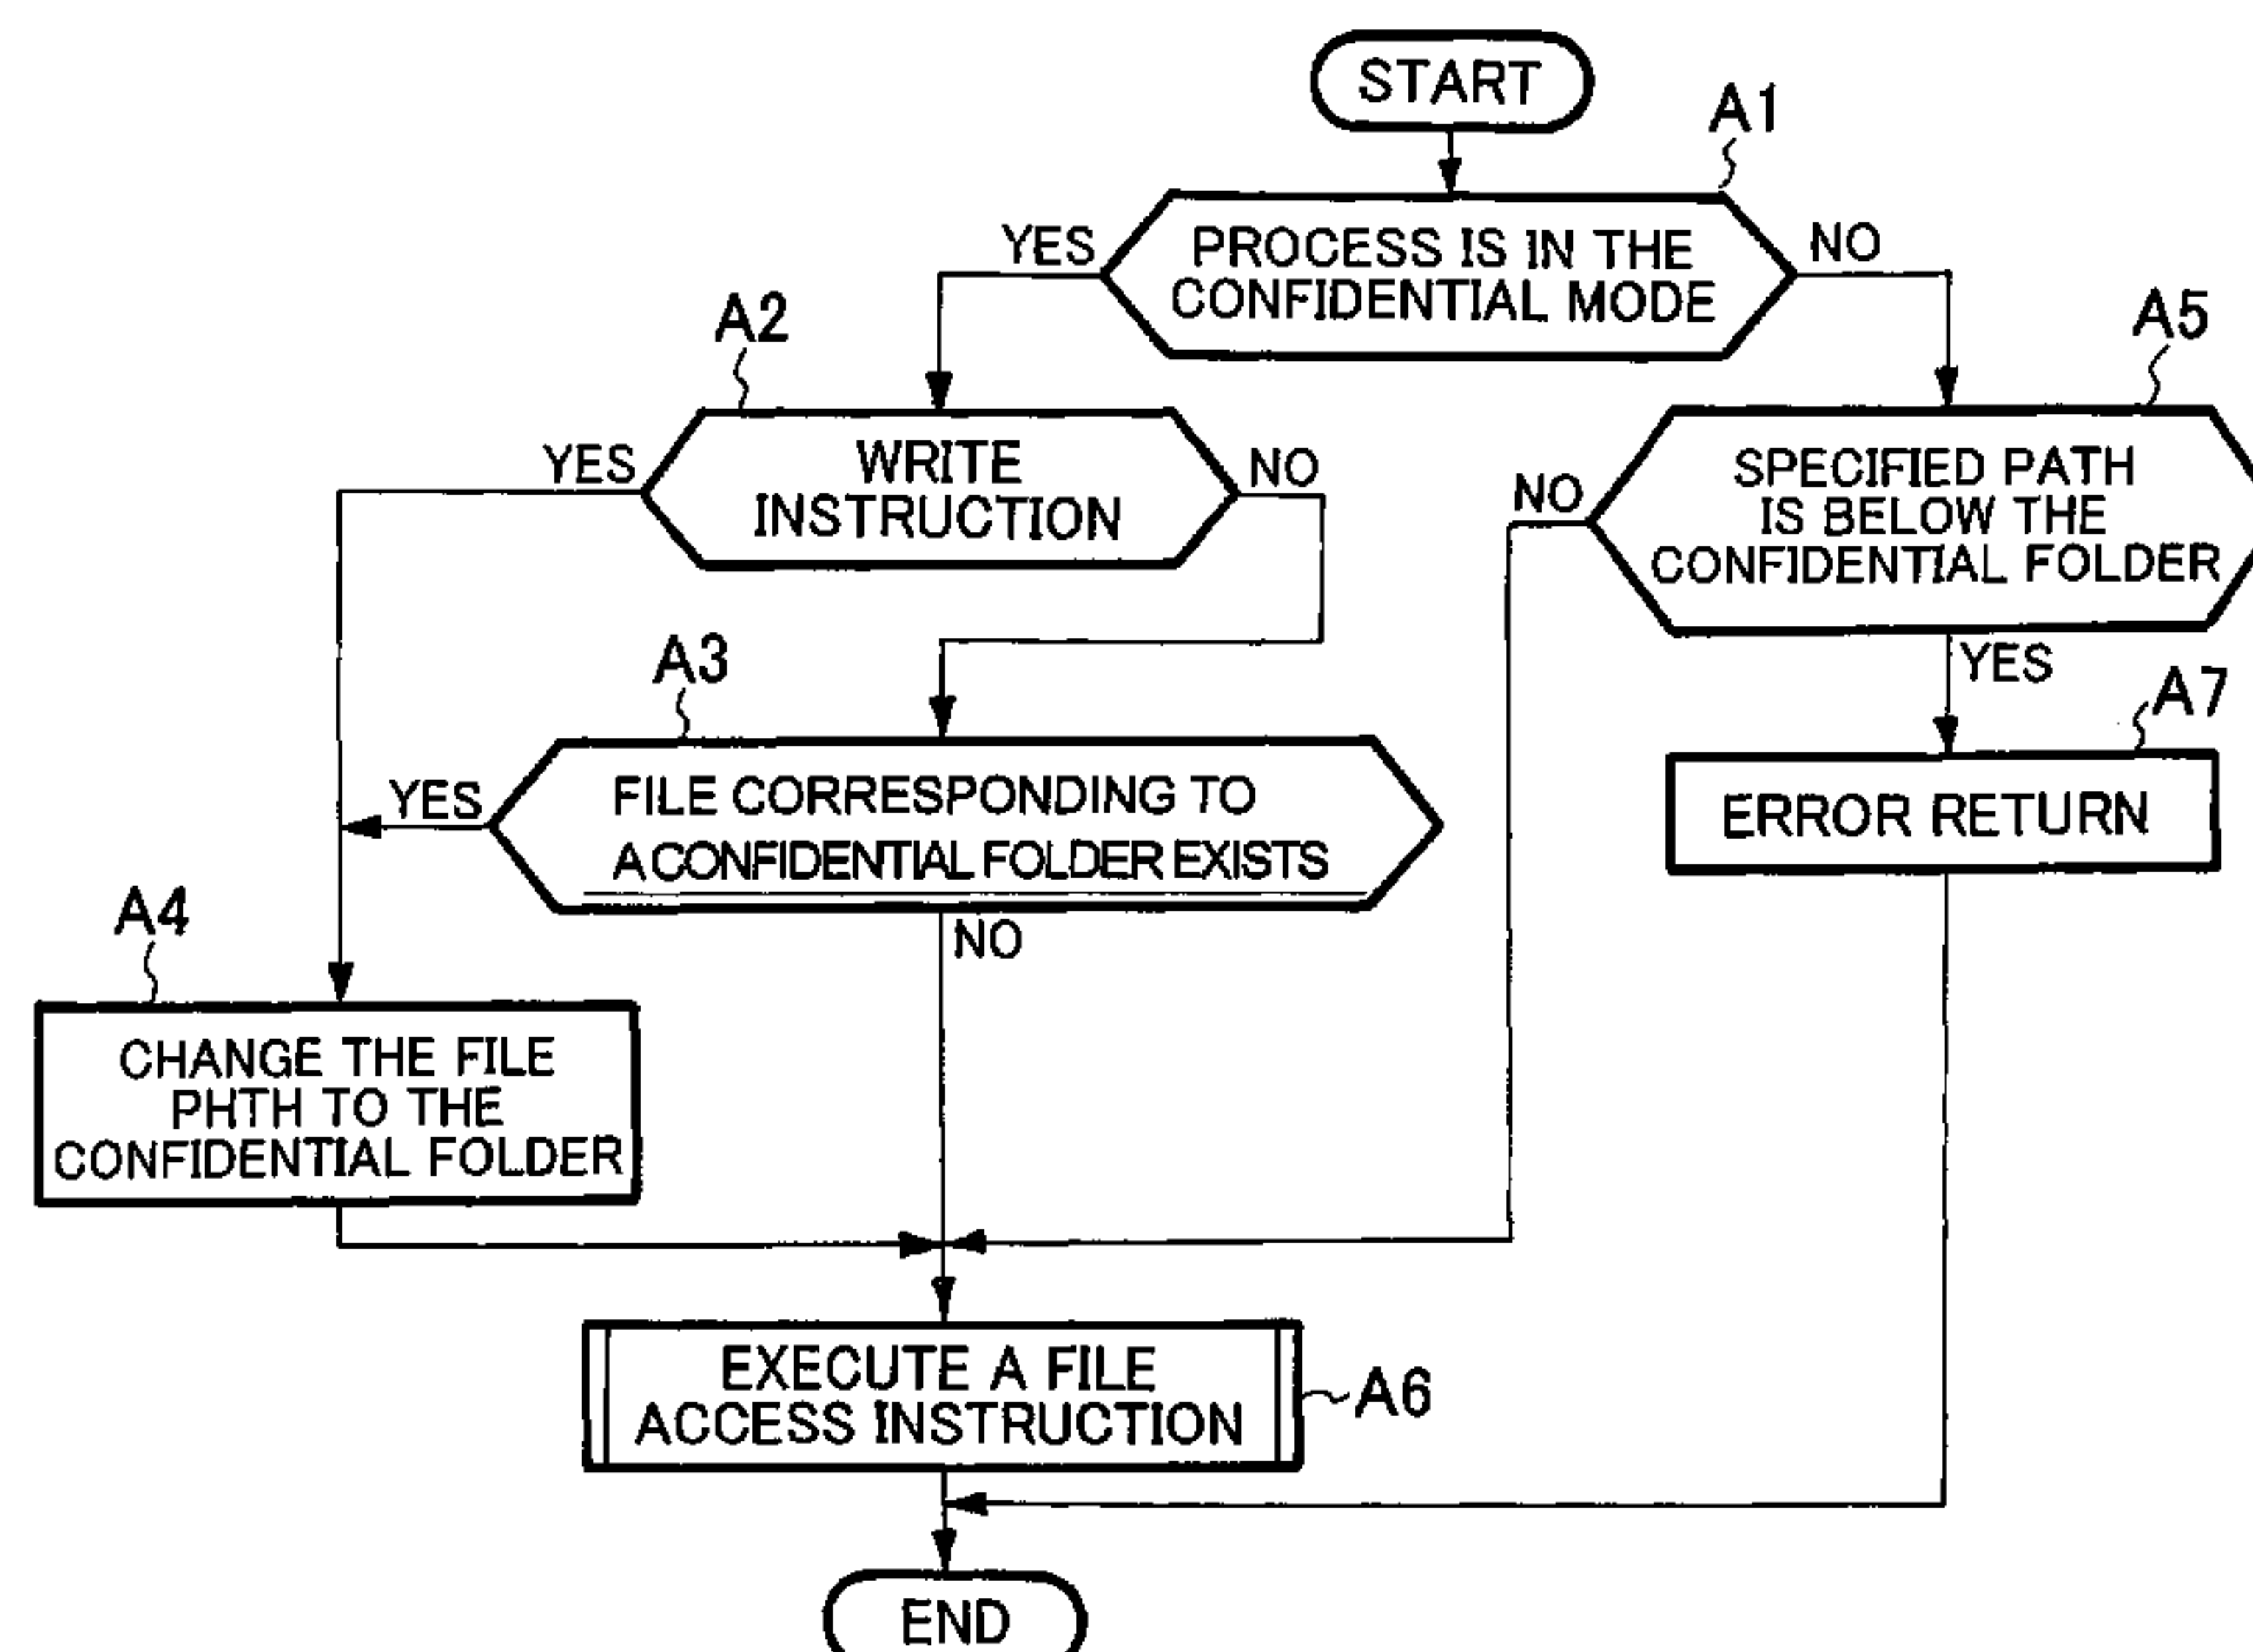 START
A1
YES
PROCESS IS IN THE
CONFIDENTIAL MODE
NO
A2
A5
YES
WRITE
INSTRUCTION
NO
NO
SPECIFIED PATH
IS BELOW THE
CONFIDENTIAL FOLDER
A3
YES
A7
YES
FILE CORRESPONDING TO
A CONFIDENTIAL FOLDER EXISTS
ERROR RETURN
A4
NO
CHANGE THE FILE
PHTH TO THE
CONFIDENTIAL FOLDER
EXECUTE A FILE
ACCESS INSTRUCTION
A6
END